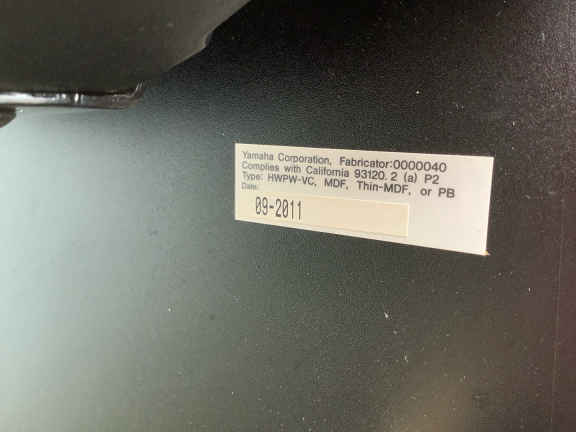 Yamaha Corporation, Fabricator:0000040
Complies with California 93120. 2 (a) P2
Type: HWPW-VC, MDF, Thin-MDF, or PB
Date:
09-2011